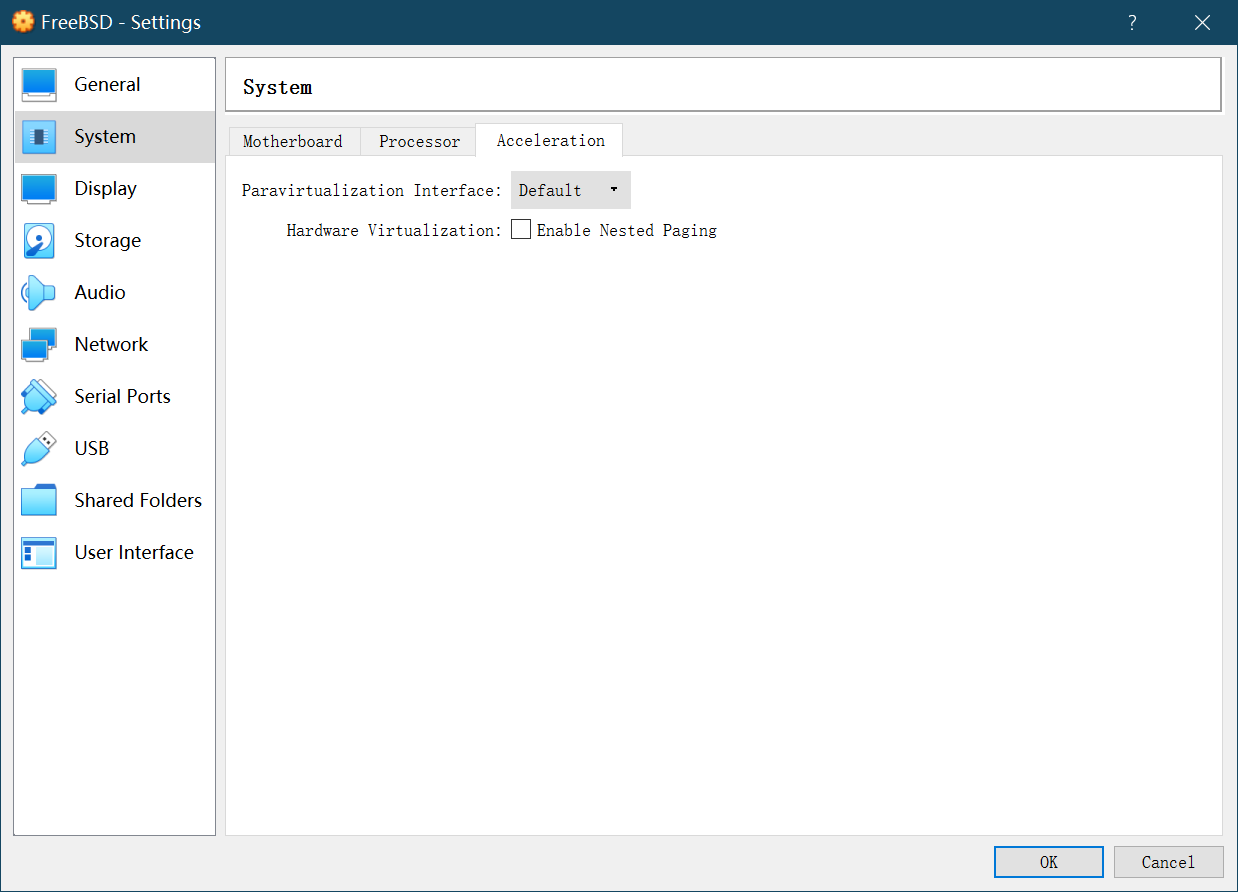 FreeBSD - Settings
?
General
System
Display
Storage
Audio
Network
Serial Ports
USB
Shared Folders
User Interface
System
Motherboard Processor Acceleration
Paravirtualization Interface: Default
Hardware Virtualization: Enable Nested Paging
OK Cancel